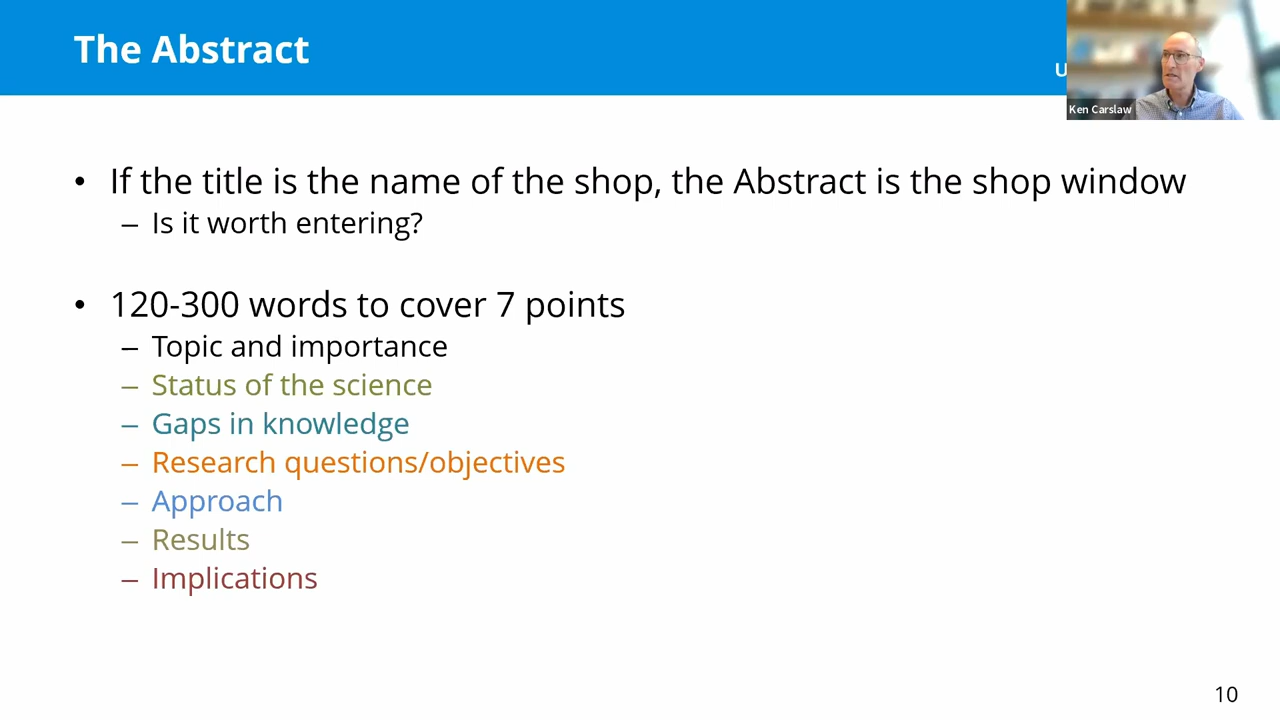 The Abstract
U
Ken Carslaw
• If the title is the name of the shop, the Abstract is the shop window
– Is it worth entering?
• 120-300 words to cover 7 points
– Topic and importance
– Status of the science
– Gaps in knowledge
– Research questions/objectives
– Approach
– Results
– Implications
10